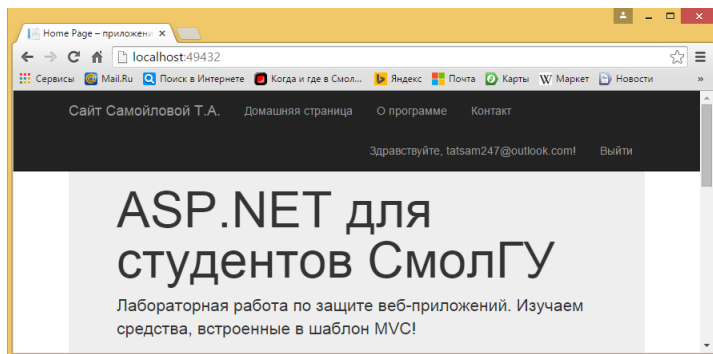 Home Page – приложени
localhost:49432
Сервисы Mail.Ru Поиск в Интернете Когда и где в Смол... Яндекс Почта Карты Маркет Новости »
Сайт Самойловой Т.А. Домашняя страница О программе Контакт
Здравствуйте, tatsam247@outlook.com! Выйти
ASP.NET для
студентов СмолГУ
Лабораторная работа по защите веб-приложений. Изучаем
средства, встроенные в шаблон MVC!